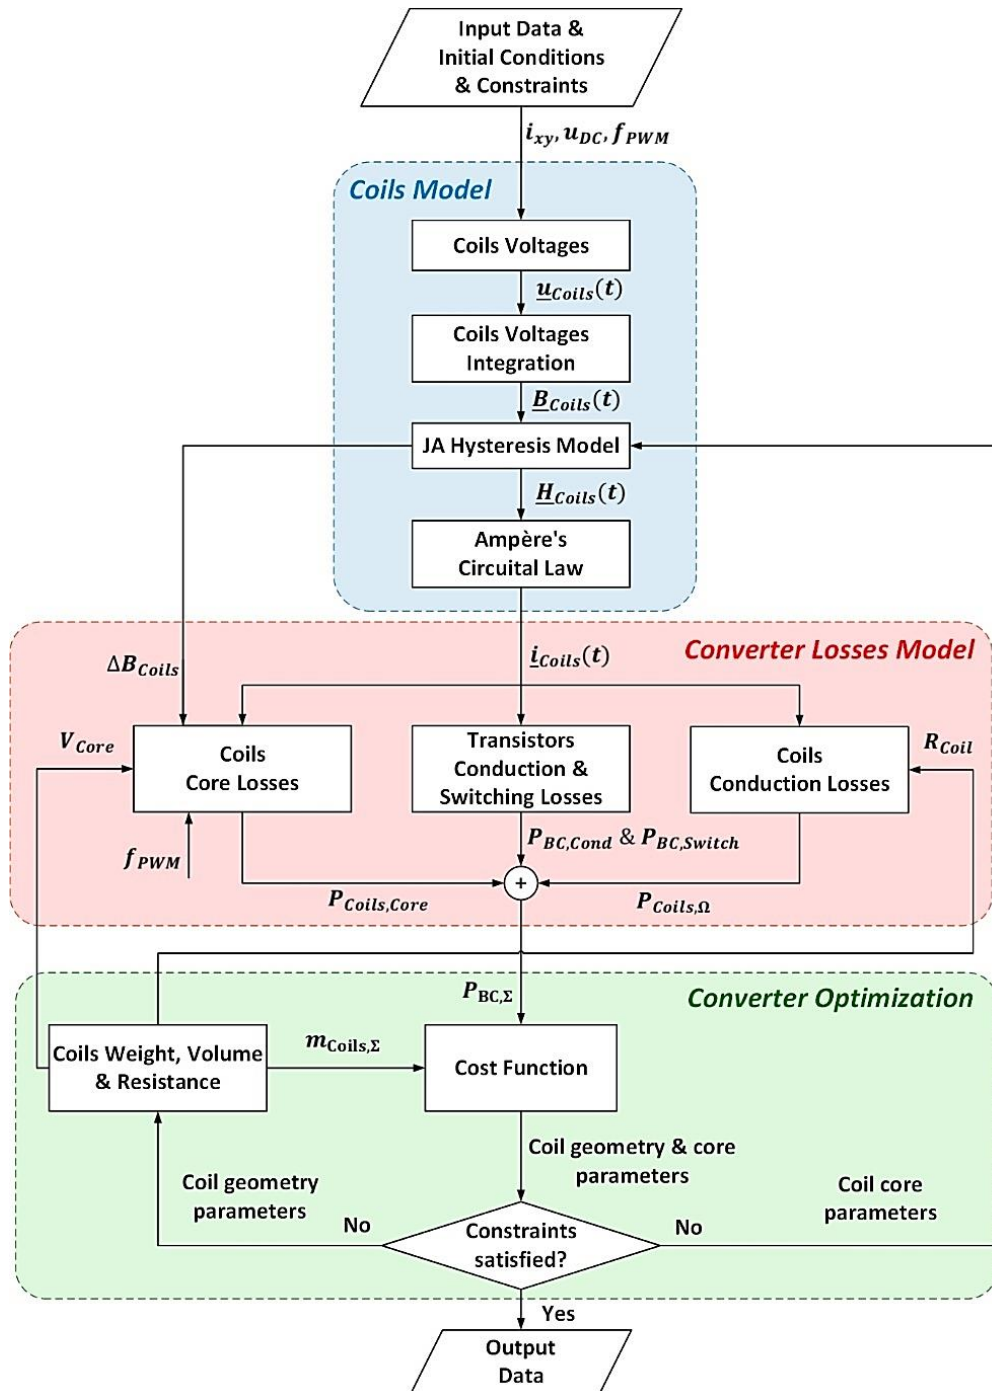 Input Data &
Initial Conditions
& Constraints
i_xy, u_DC, f_PWM
Coils Model
Coils Voltages
u_Coils(t)
Coils Voltages
Integration
B_Coils(t)
JA Hysteresis Model
H_Coils(t)
Ampère's
Circuital Law
Converter Losses Model
ΔB_Coils
i_Coils(t)
V_Core
Coils
Core Losses
Transistors
Conduction &
Switching Losses
Coils
Conduction Losses
R_Coil
f_PWM
P_BC,Cond & P_BC,Switch
+
P_Coils,Core
P_Coils,Ω
Converter Optimization
P_BC,Σ
Coils Weight, Volume
& Resistance
m_Coils,Σ
Cost Function
Coil geometry & core
parameters
Coil geometry
parameters
Coil core
parameters
No
Constraints
satisfied?
No
Yes
Output
Data